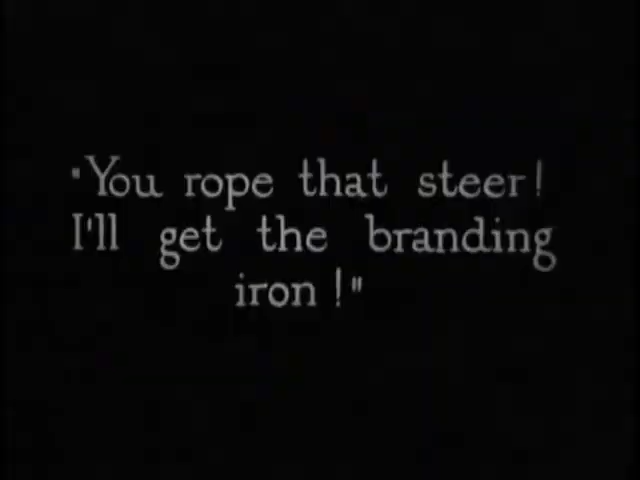 "You rope that steer!
I'll get the branding
iron!"